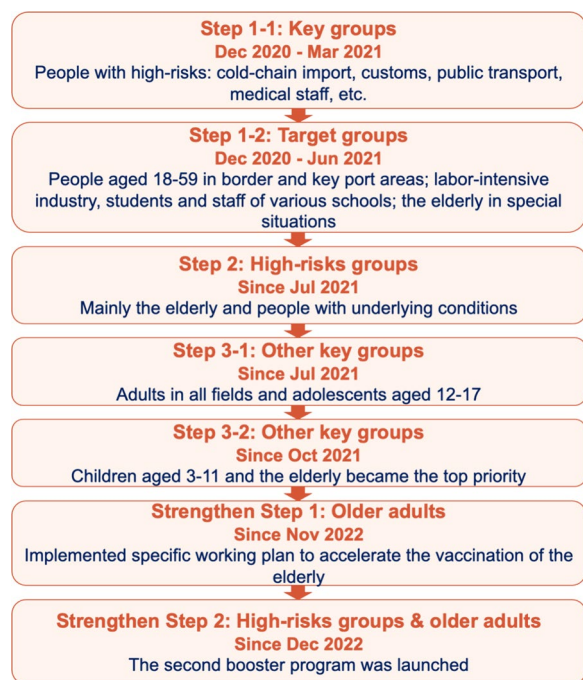 Step 1-1: Key groups
Dec 2020 - Mar 2021
People with high-risks: cold-chain import, customs, public transport,
medical staff, etc.
Step 1-2: Target groups
Dec 2020 - Jun 2021
People aged 18-59 in border and key port areas; labor-intensive
industry, students and staff of various schools; the elderly in special
situations
Step 2: High-risks groups
Since Jul 2021
Mainly the elderly and people with underlying conditions
Step 3-1: Other key groups
Since Jul 2021
Adults in all fields and adolescents aged 12-17
Step 3-2: Other key groups
Since Oct 2021
Children aged 3-11 and the elderly became the top priority
Strengthen Step 1: Older adults
Since Nov 2022
Implemented specific working plan to accelerate the vaccination of the
elderly
Strengthen Step 2: High-risks groups & older adults
Since Dec 2022
The second booster program was launched